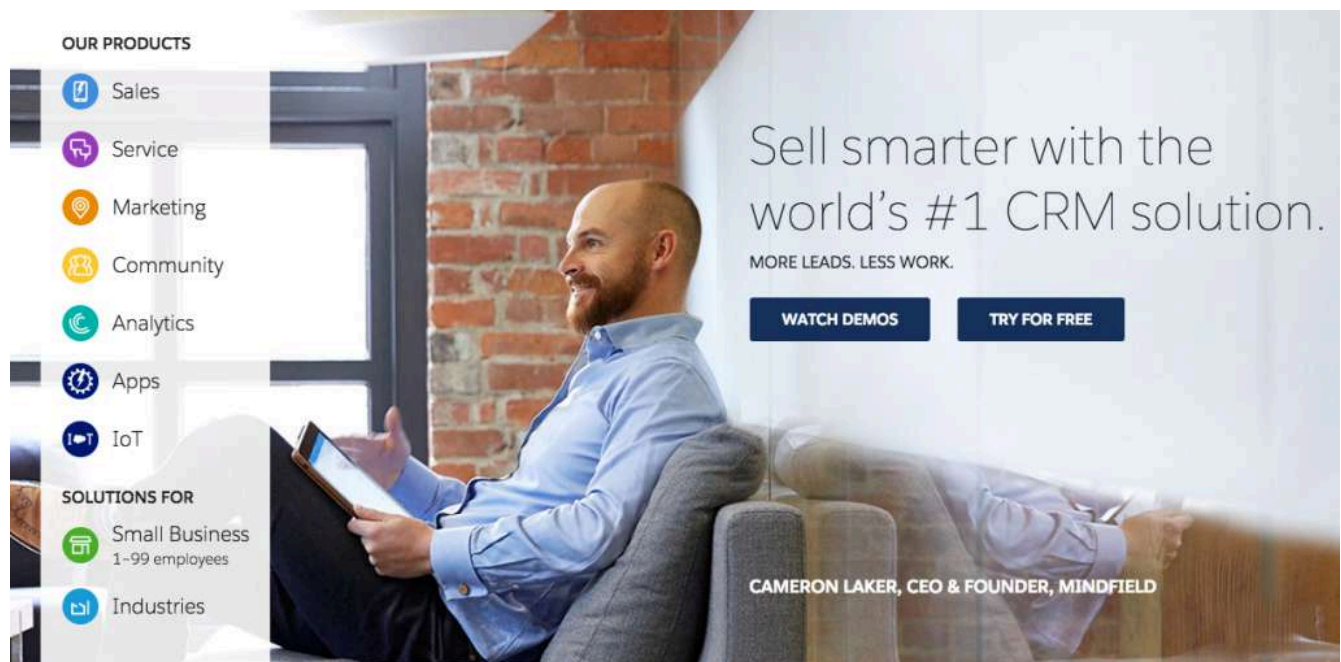 OUR PRODUCTS
Sales
Service
Marketing
Community
Analytics
Apps
IoT
IoT
SOLUTIONS FOR
Small Business
1–99 employees
Industries
Sell smarter with the
world's #1 CRM solution.
MORE LEADS. LESS WORK.
WATCH DEMOS
TRY FOR FREE
CAMERON LAKER, CEO & FOUNDER, MINDFIELD